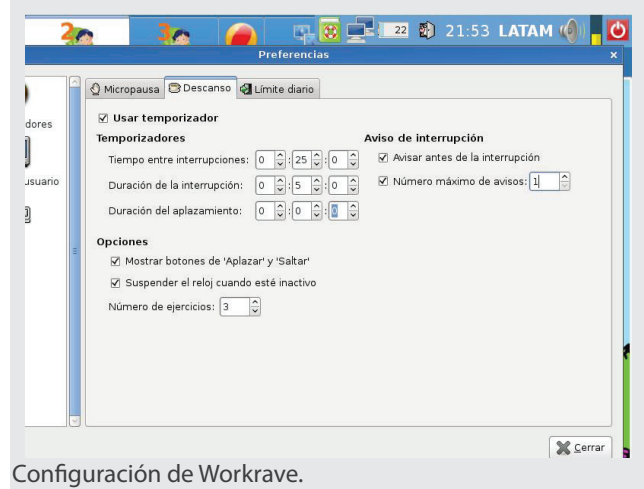 2 3 22 21:53 LATAM
Preferencias x
Micropausa Descanso Límite diario
dores
usuario
Usar temporizador
Temporizadores
Tiempo entre interrupciones: 0 : 25 : 0
Duración de la interrupción: 0 : 5 : 0
Duración del aplazamiento: 0 : 0 : 0
Aviso de interrupción
Avisar antes de la interrupción
Número máximo de avisos: 1
Opciones
Mostrar botones de 'Aplazar' y 'Saltar'
Suspender el reloj cuando esté inactivo
Número de ejercicios: 3
Cerrar
Configuración de Workrave.